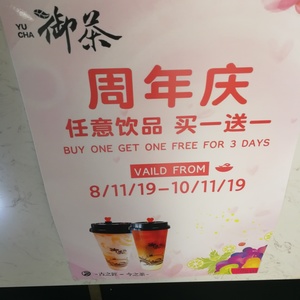 YU
CHA
御茶
周年庆
任意饮品 买一送一
BUY ONE GET ONE FREE FOR 3 DAYS
VAILD FROM
8/11/19-10/11/19